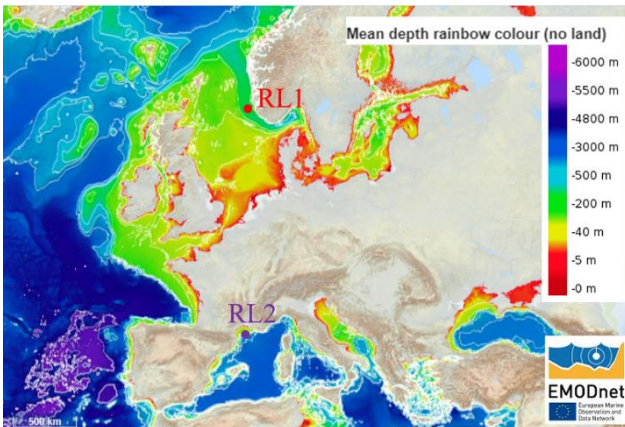 Mean depth rainbow colour (no land)
-6000 m
-5500 m
-4800 m
-3000 m
-500 m
-200 m
-40 m
-5 m
-0 m
RL1
RL2
500 km
EMODnet
European Marine
Observation and
Data Network